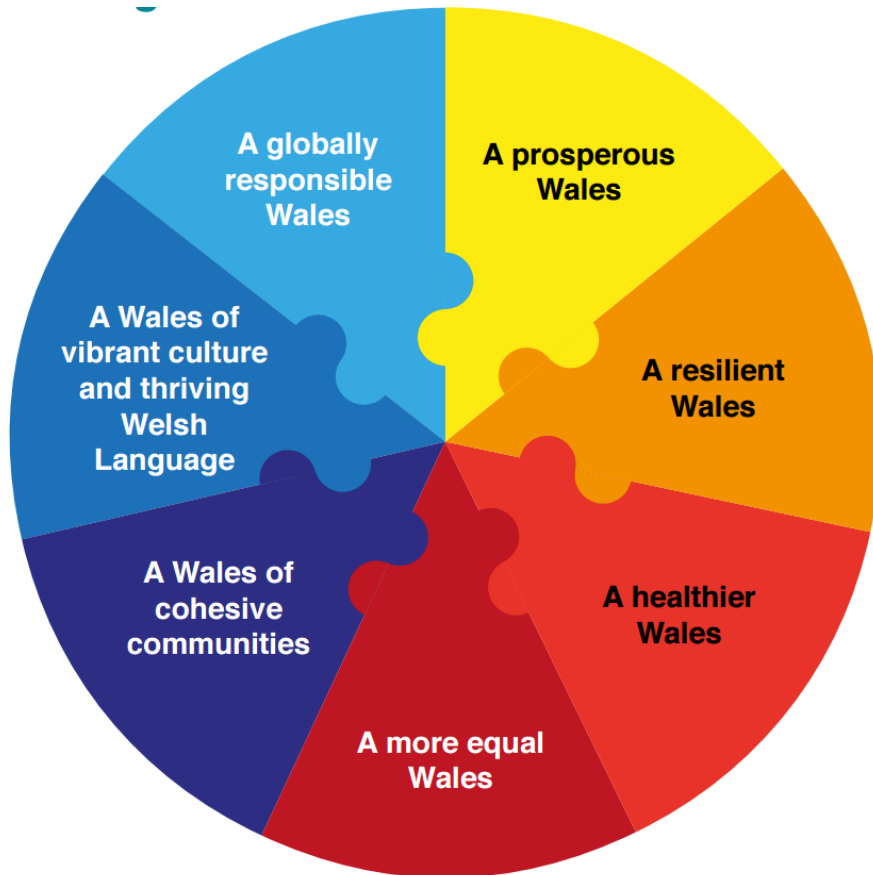 A prosperous
Wales
A resilient
Wales
A healthier
Wales
A more equal
Wales
A Wales of
cohesive
communities
A Wales of
vibrant culture
and thriving
Welsh
Language
A globally
responsible
Wales